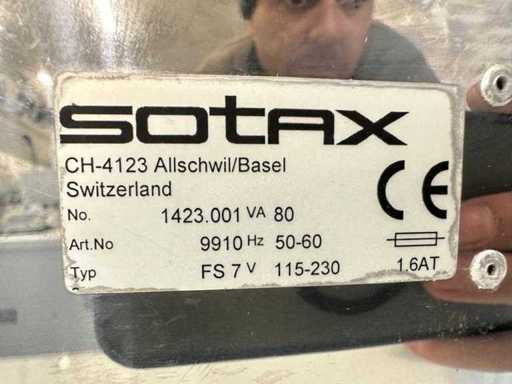 sotax
CH-4123 Allschwil/Basel
Switzerland
No. 1423.001 VA 80
Art.No 9910 Hz 50-60
Typ FS 7 V 115-230 1.6AT
CE